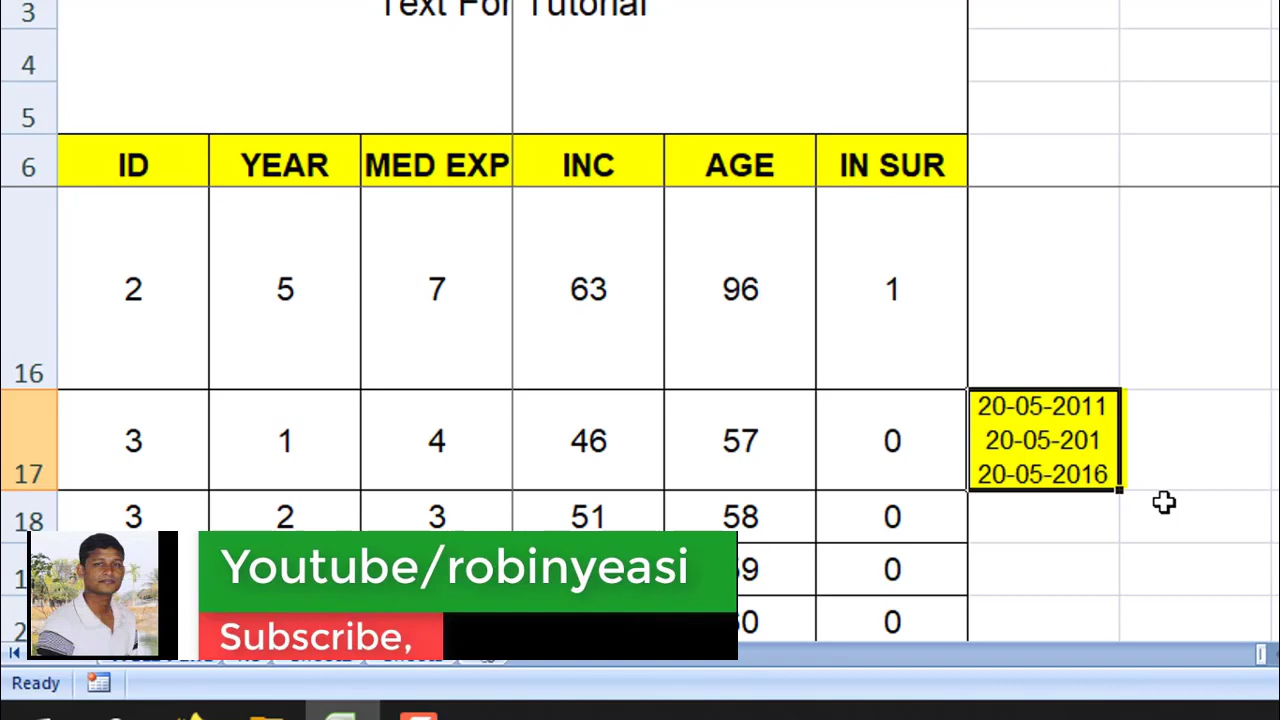 3
Text For Tutorial
4
5
6 ID YEAR MED EXP INC AGE IN SUR
2 5 7 63 96 1
16
20-05-2011
3 1 4 46 57 0 20-05-201
17 20-05-2016
18 3 2 3 51 58 0
0
Youtube/robinyeasi
0
Subscribe,
Ready